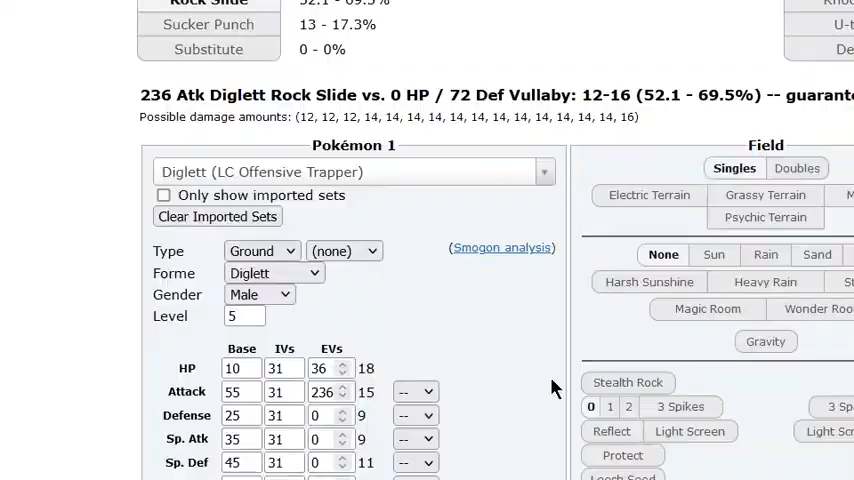 Rock Slide 52.1 - 69.5% Knoc
Sucker Punch 13 - 17.3% U-t
Substitute 0 - 0% De
236 Atk Diglett Rock Slide vs. 0 HP / 72 Def Vullaby: 12-16 (52.1 - 69.5%) -- guarante
Possible damage amounts: (12, 12, 12, 14, 14, 14, 14, 14, 14, 14, 14, 14, 14, 14, 14, 16)
Pokémon 1 Field
Diglett (LC Offensive Trapper) Singles Doubles
Only show imported sets Electric Terrain Grassy Terrain M
Clear Imported Sets Psychic Terrain
Type Ground (none) (Smogon analysis) None Sun Rain Sand
Forme Diglett Harsh Sunshine Heavy Rain St
Gender Male
Level 5 Magic Room Wonder Roo
Gravity
Base IVs EVs
HP 10 31 36 18
Stealth Rock
Attack 55 31 236 15 --
0 1 2 3 Spikes 3 Sp
Defense 25 31 0 9 --
Reflect Light Screen Light Scr
Sp. Atk 35 31 0 9 --
Protect
Sp. Def 45 31 0 11 --
Leech Seed